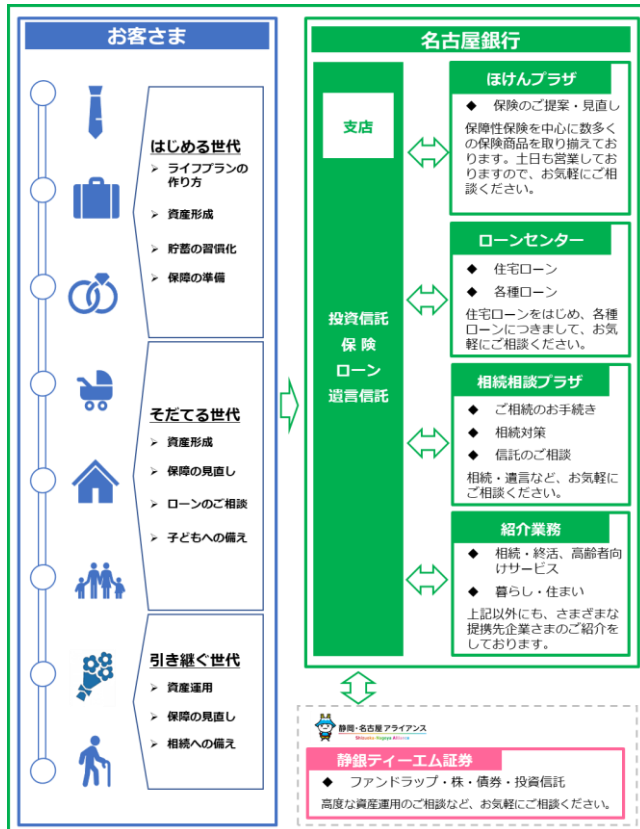 お客さま
はじめる世代
➢ ライフプランの
作り方
➢ 資産形成
➢ 貯蓄の習慣化
➢ 保障の準備
そだてる世代
➢ 資産形成
➢ 保障の見直し
➢ ローンのご相談
➢ 子どもへの備え
引き継ぐ世代
➢ 資産運用
➢ 保障の見直し
➢ 相続への備え
名古屋銀行
支店
投資信託
保 険
ローン
遺言信託
ほけんプラザ
◆ 保険のご提案・見直し
保障性保険を中心に数多く
の保険商品を取り揃えてお
ります。土日も営業してお
りますので、お気軽にご相
談ください。
ローンセンター
◆ 住宅ローン
◆ 各種ローン
住宅ローンをはじめ、各種
ローンにつきまして、お気
軽にご相談ください。
相続相談プラザ
◆ ご相続のお手続き
◆ 相続対策
◆ 信託のご相談
相続・遺言など、お気軽に
ご相談ください。
紹介業務
◆ 相続・終活、高齢者向
けサービス
◆ 暮らし・住まい
上記以外にも、さまざまな
提携先企業さまのご紹介を
しております。
静岡・名古屋アライアンス
Shizuoka Nagoya Alliance
静銀ティーエム証券
◆ ファンドラップ・株・債券・投資信託
高度な資産運用のご相談など、お気軽にご相談ください。